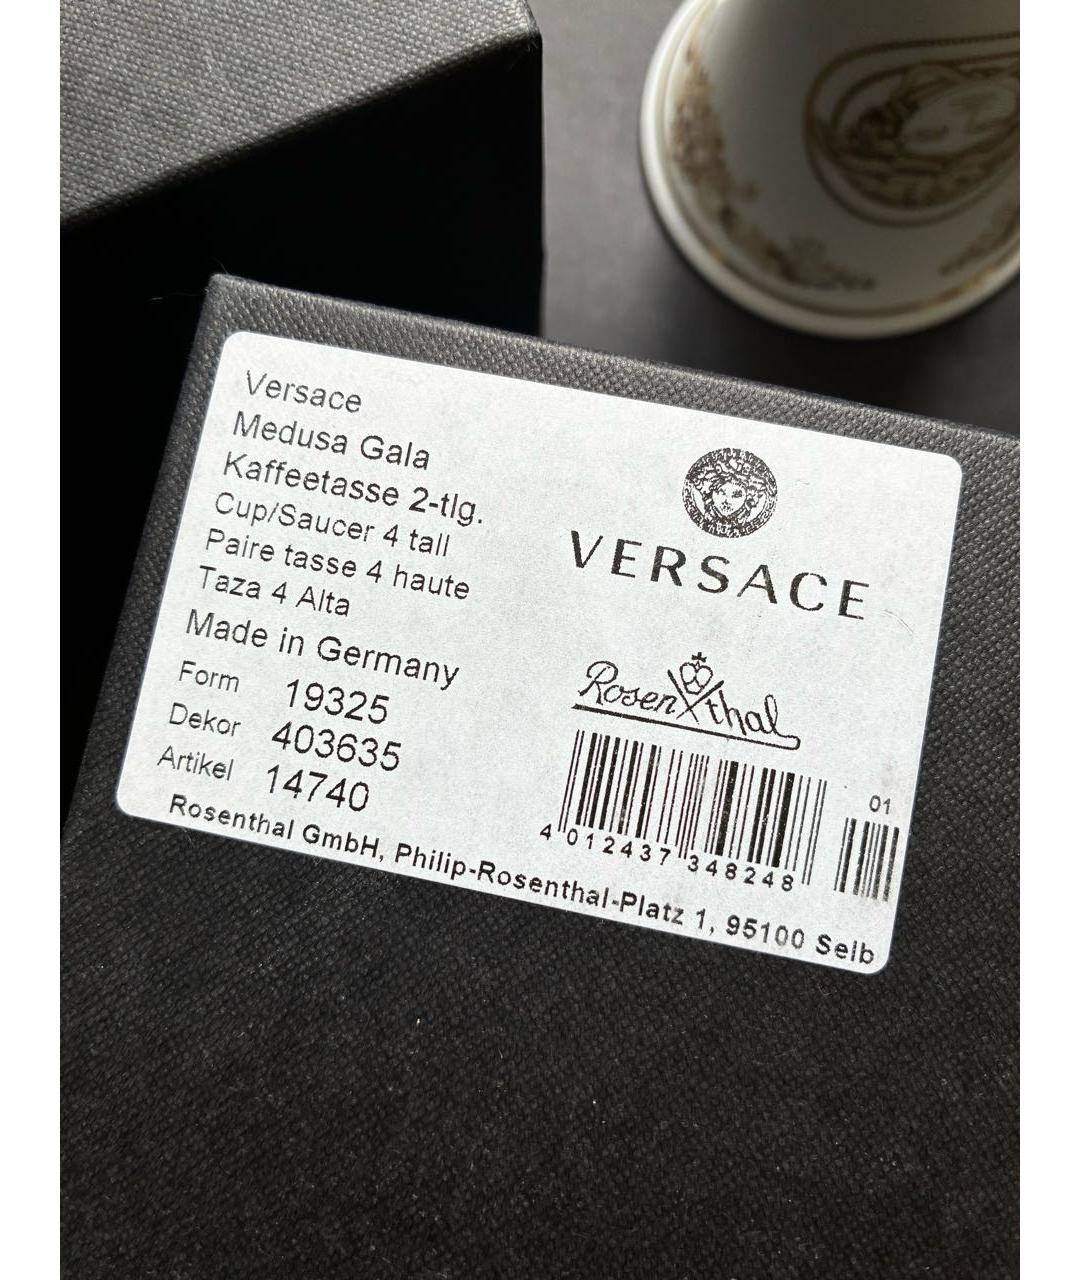 Versace
Medusa Gala
Kaffeetasse 2-tlg.
Cup/Saucer 4 tall
Paire tasse 4 haute
Taza 4 Alta
Made in Germany
Form 19325
Dekor 403635
Artikel 14740
Rosenthal GmbH, Philip-Rosenthal-Platz 1, 95100 Selb
VERSACE
Rosenthal
01
4 012437 348248